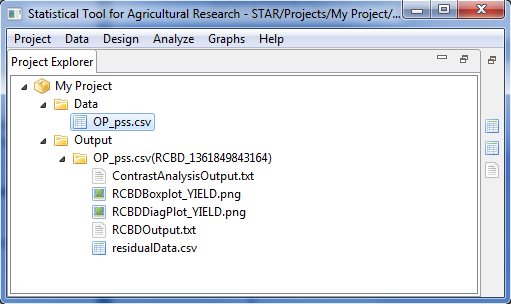 Statistical Tool for Agricultural Research - STAR/Projects/My Project/...
Project Data Design Analyze Graphs Help
Project Explorer
My Project
Data
OP_pss.csv
Output
OP_pss.csv(RCBD_1361849843164)
ContrastAnalysisOutput.txt
RCBDBoxplot_YIELD.png
RCBDDiagPlot_YIELD.png
RCBDOutput.txt
residualData.csv